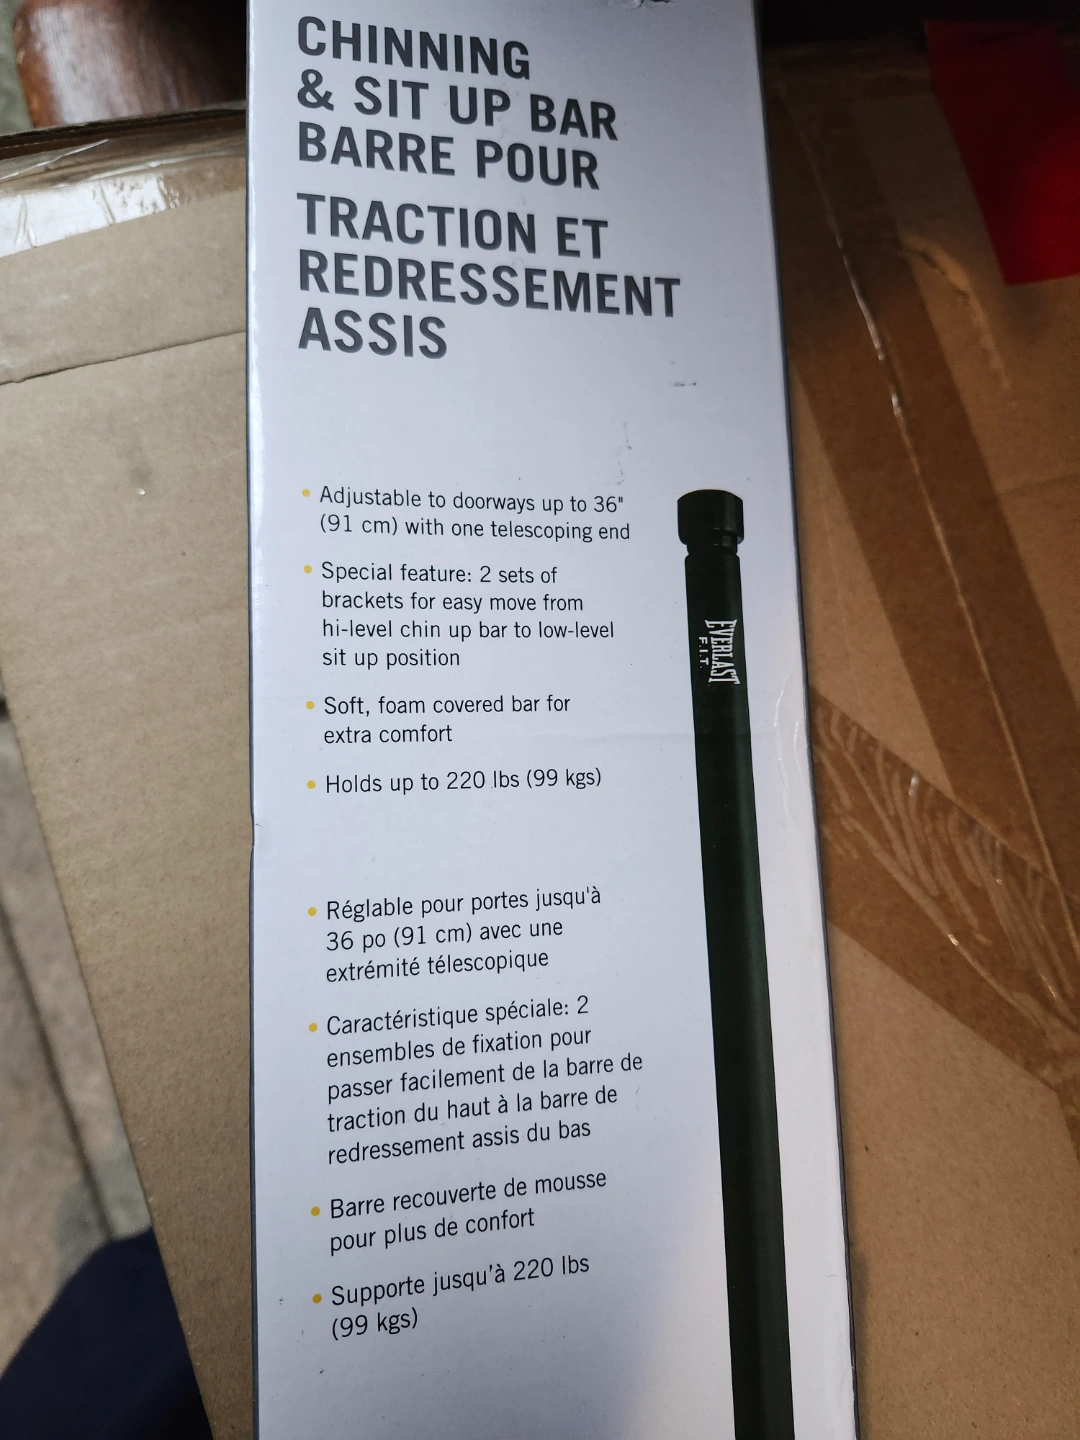 CHINNING
& SIT UP BAR
BARRE POUR
TRACTION ET
REDRESSEMENT
ASSIS
• Adjustable to doorways up to 36"
(91 cm) with one telescoping end
• Special feature: 2 sets of
brackets for easy move from
hi-level chin up bar to low-level
sit up position
• Soft, foam covered bar for
extra comfort
• Holds up to 220 lbs (99 kgs)
• Réglable pour portes jusqu'à
36 po (91 cm) avec une
extrémité télescopique
• Caractéristique spéciale: 2
ensembles de fixation pour
passer facilement de la barre de
traction du haut à la barre de
redressement assis du bas
• Barre recouverte de mousse
pour plus de confort
• Supporte jusqu'à 220 lbs
(99 kgs)
EVERLAST
F.I.T.